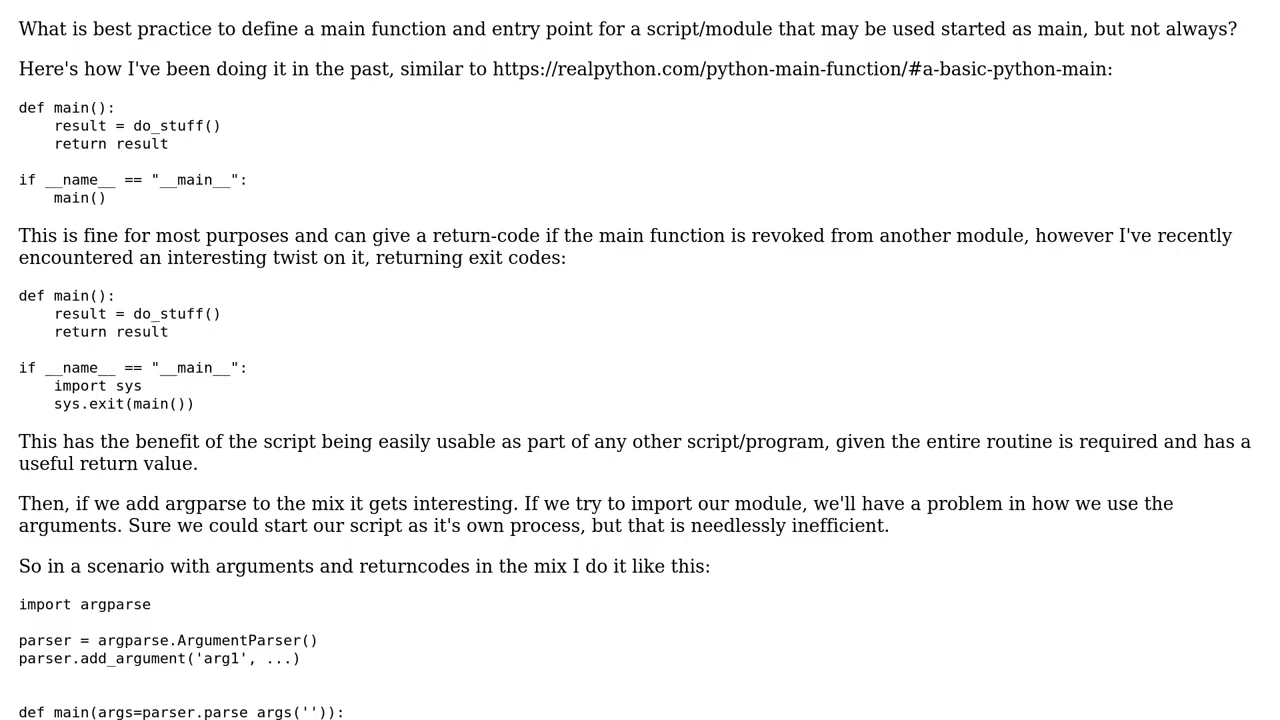 What is best practice to define a main function and entry point for a script/module that may be used started as main, but not always?
Here's how I've been doing it in the past, similar to https://realpython.com/python-main-function/#a-basic-python-main:
def main():
    result = do_stuff()
    return result
if __name__ == "__main__":
    main()
This is fine for most purposes and can give a return-code if the main function is revoked from another module, however I've recently
encountered an interesting twist on it, returning exit codes:
def main():
    result = do_stuff()
    return result
if __name__ == "__main__":
    import sys
    sys.exit(main())
This has the benefit of the script being easily usable as part of any other script/program, given the entire routine is required and has a
useful return value.
Then, if we add argparse to the mix it gets interesting. If we try to import our module, we'll have a problem in how we use the
arguments. Sure we could start our script as it's own process, but that is needlessly inefficient.
So in a scenario with arguments and returncodes in the mix I do it like this:
import argparse
parser = argparse.ArgumentParser()
parser.add_argument('arg1', ...)
def main(args=parser.parse_args('')):